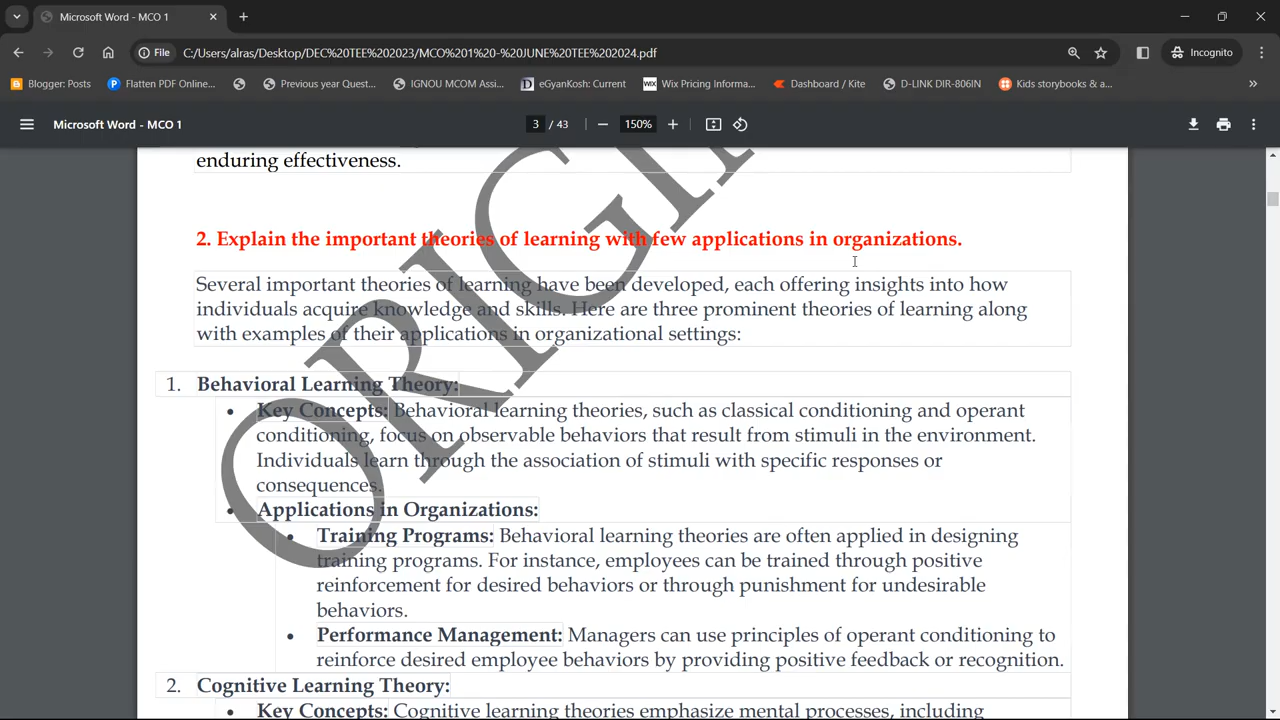 Microsoft Word - MCO 1
File C:/Users/alras/Desktop/DEC%20TEE%202023/MCO%201%20-%20JUNE%20TEE%202024.pdf Incognito
Blogger: Posts Flatten PDF Online... Previous year Quest... IGNOU MCOM Assi... eGyanKosh: Current WIX Wix Pricing Informa... Dashboard / Kite D-LINK DIR-806IN Kids storybooks & a...
Microsoft Word - MCO 1 3 / 43 150%
enduring effectiveness.
2. Explain the important theories of learning with few applications in organizations.
Several important theories of learning have been developed, each offering insights into how
individuals acquire knowledge and skills. Here are three prominent theories of learning along
with examples of their applications in organizational settings:
1. Behavioral Learning Theory:
• Key Concepts: Behavioral learning theories, such as classical conditioning and operant
conditioning, focus on observable behaviors that result from stimuli in the environment.
Individuals learn through the association of stimuli with specific responses or
consequences.
• Applications in Organizations:
• Training Programs: Behavioral learning theories are often applied in designing
training programs. For instance, employees can be trained through positive
reinforcement for desired behaviors or through punishment for undesirable
behaviors.
• Performance Management: Managers can use principles of operant conditioning to
reinforce desired employee behaviors by providing positive feedback or recognition.
2. Cognitive Learning Theory:
• Key Concepts: Cognitive learning theories emphasize mental processes, including